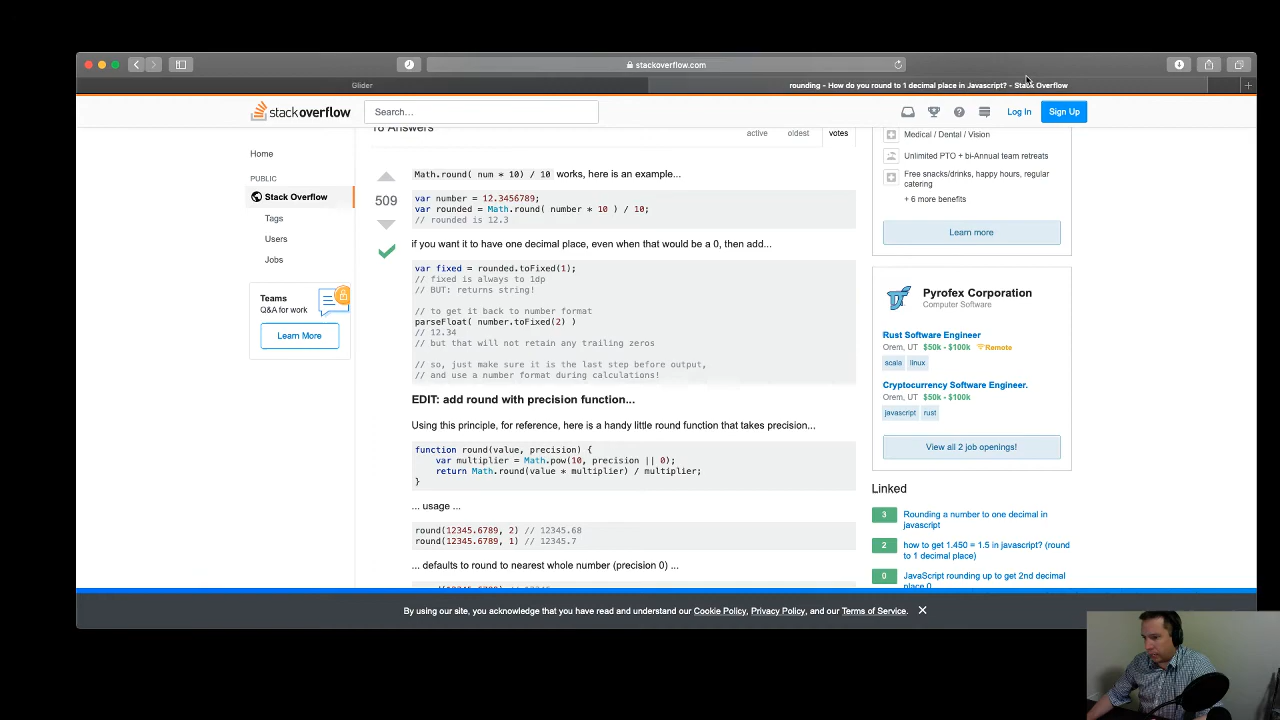 stackoverflow.com
Glider
rounding - How do you round to 1 decimal place in Javascript? - Stack Overflow
stackoverflow
Search...
Log In
Sign Up
Home
PUBLIC
Stack Overflow
Tags
Users
Jobs
Teams
Q&A for work
Learn More
18 Answers
active
oldest
votes
509
Math.round( num * 10) / 10 works, here is an example...
var number = 12.3456789;
var rounded = Math.round( number * 10 ) / 10;
// rounded is 12.3
if you want it to have one decimal place, even when that would be a 0, then add...
var fixed = rounded.toFixed(1);
// fixed is always to 1dp
// BUT: returns string!
// to get it back to number format
parseFloat( number.toFixed(2) )
// 12.34
// but that will not retain any trailing zeros
// so, just make sure it is the last step before output,
// and use a number format during calculations!
EDIT: add round with precision function...
Using this principle, for reference, here is a handy little round function that takes precision...
function round(value, precision) {
var multiplier = Math.pow(10, precision || 0);
return Math.round(value * multiplier) / multiplier;
}
... usage ...
round(12345.6789, 2) // 12345.68
round(12345.6789, 1) // 12345.7
... defaults to round to nearest whole number (precision 0) ...
Medical / Dental / Vision
Unlimited PTO + bi-Annual team retreats
Free snacks/drinks, happy hours, regular
catering
+ 6 more benefits
Learn more
Pyrofex Corporation
Computer Software
Rust Software Engineer
Orem, UT $50k - $100k Remote
scala linux
Cryptocurrency Software Engineer.
Orem, UT $50k - $100k
javascript rust
View all 2 job openings!
Linked
3 Rounding a number to one decimal in
javascript
2 how to get 1.450 = 1.5 in javascript? (round
to 1 decimal place)
0 JavaScript rounding up to get 2nd decimal
place 0
By using our site, you acknowledge that you have read and understand our Cookie Policy, Privacy Policy, and our Terms of Service.